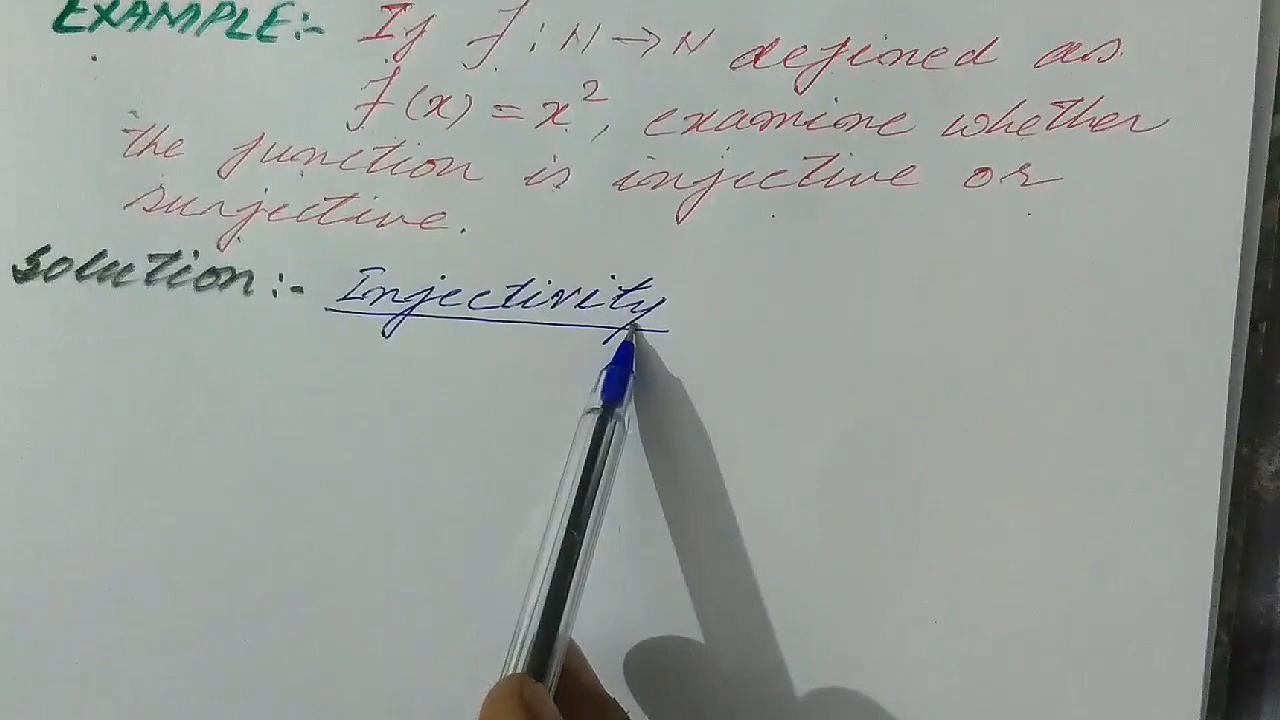 EXAMPLE:- If f : N → N defined as
f(x) = x², examine whether
the function is injective or
surjective.
Solution:- Injectivity